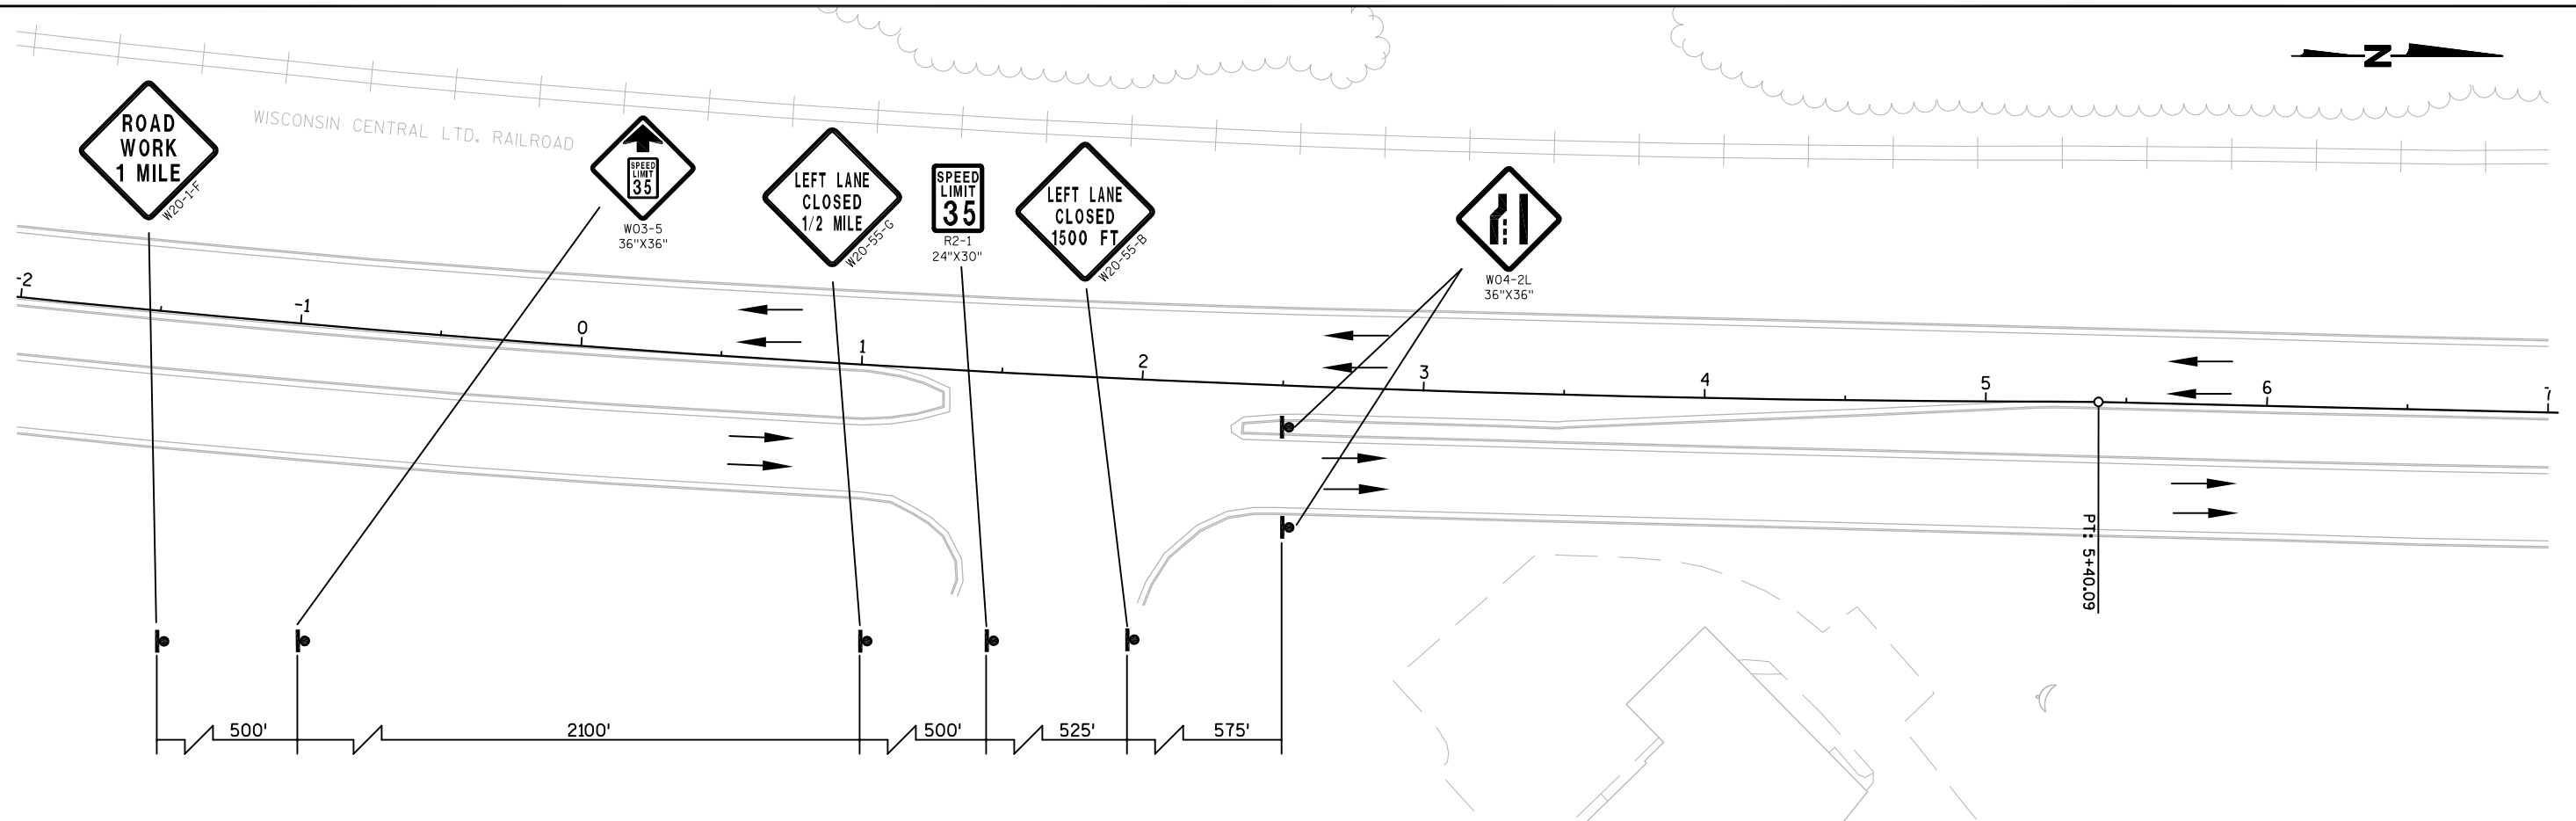 N
ROAD
WORK
1 MILE
W20-1-F
WISCONSIN CENTRAL LTD. RAILROAD
SPEED
LIMIT
35
W03-5
36"X36"
LEFT LANE
CLOSED
1/2 MILE
W20-55-G
SPEED
LIMIT
35
R2-1
24"X30"
LEFT LANE
CLOSED
1500 FT
W20-55-B
W04-2L
36"X36"
-2
-1
0
1
2
3
4
5
6
PT: 5+40.09
500'
2100'
500'
525'
575'